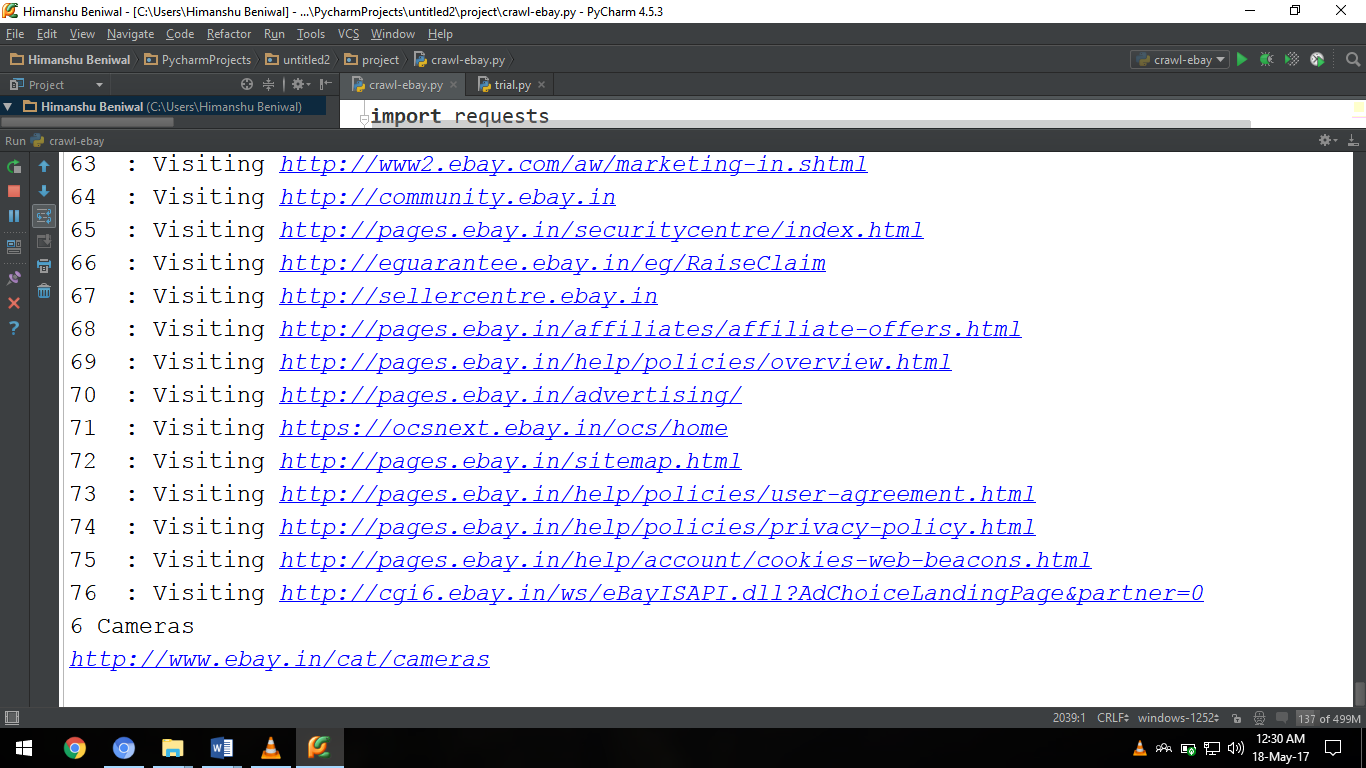 Himanshu Beniwal - [C:\Users\Himanshu Beniwal] - ...\PycharmProjects\untitled2\project\crawl-ebay.py - PyCharm 4.5.3
File Edit View Navigate Code Refactor Run Tools VCS Window Help
Himanshu Beniwal PycharmProjects untitled2 project crawl-ebay.py crawl-ebay
Project crawl-ebay.py trial.py
Himanshu Beniwal (C:\Users\Himanshu Beniwal)
import requests
Run crawl-ebay
63 : Visiting http://www2.ebay.com/aw/marketing-in.shtml
64 : Visiting http://community.ebay.in
65 : Visiting http://pages.ebay.in/securitycentre/index.html
66 : Visiting http://eguarantee.ebay.in/eg/RaiseClaim
67 : Visiting http://sellercentre.ebay.in
68 : Visiting http://pages.ebay.in/affiliates/affiliate-offers.html
69 : Visiting http://pages.ebay.in/help/policies/overview.html
70 : Visiting http://pages.ebay.in/advertising/
71 : Visiting https://ocsnext.ebay.in/ocs/home
72 : Visiting http://pages.ebay.in/sitemap.html
73 : Visiting http://pages.ebay.in/help/policies/user-agreement.html
74 : Visiting http://pages.ebay.in/help/policies/privacy-policy.html
75 : Visiting http://pages.ebay.in/help/account/cookies-web-beacons.html
76 : Visiting http://cgi6.ebay.in/ws/eBayISAPI.dll?AdChoiceLandingPage&partner=0
6 Cameras
http://www.ebay.in/cat/cameras
2039:1 CRLF windows-1252 137 of 499M
12:30 AM
18-May-17